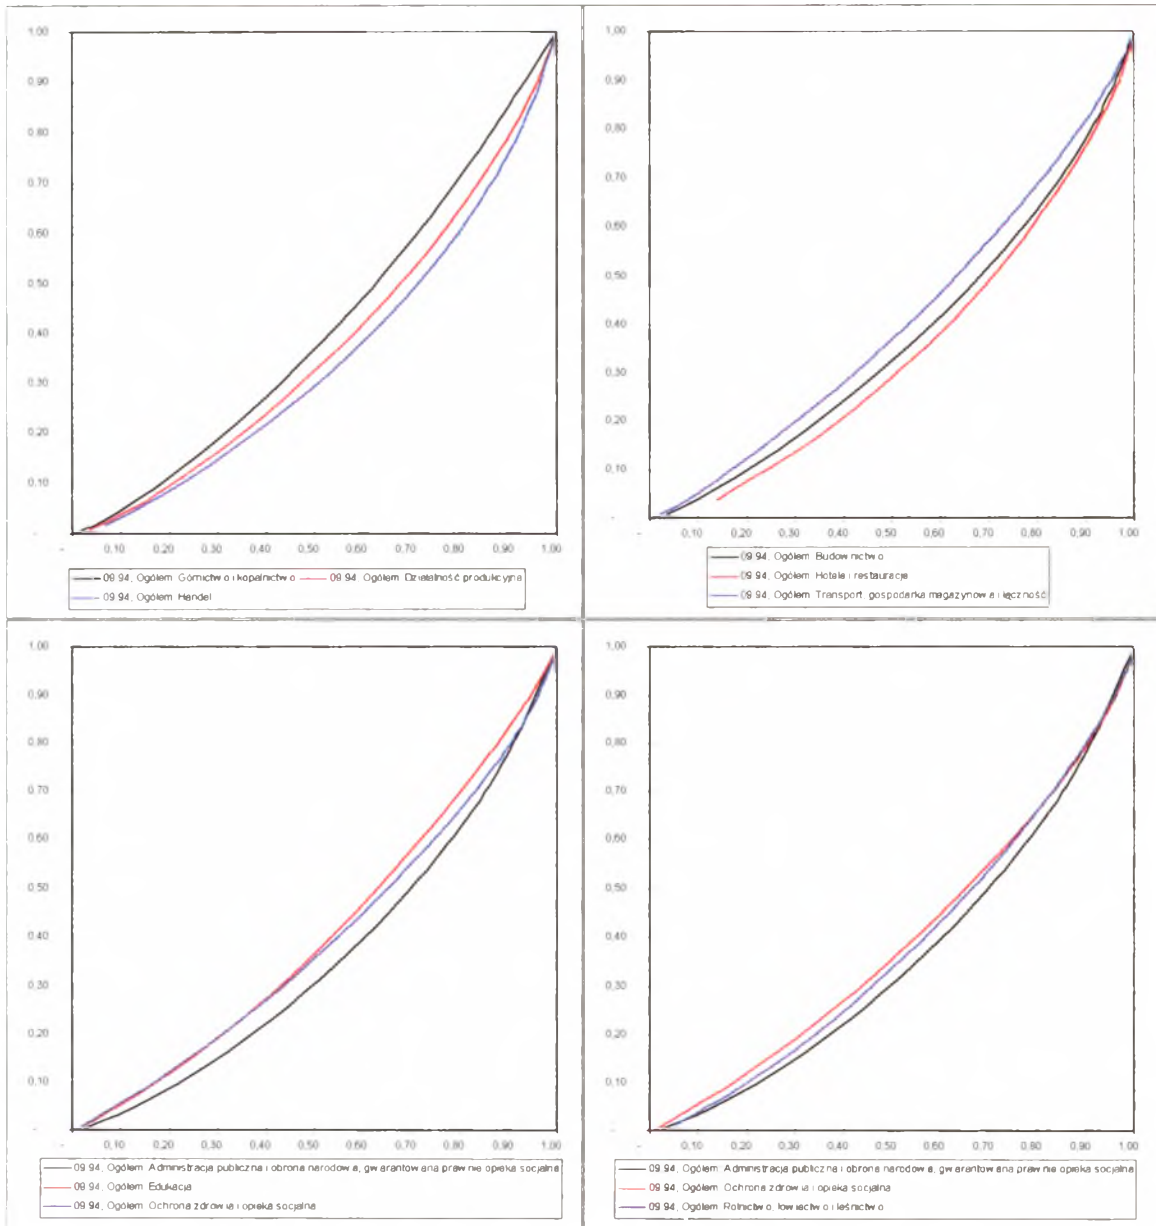 1,00
0,90
0,80
0,70
0,60
0,50
0,40
0,30
0,20
0,10
-
0,10 0,20 0,30 0,40 0,50 0,60 0,70 0,80 0,90 1,00
09.94, Ogółem Górnictwo i kopalnictwo 09.94, Ogółem Działalność produkcyjna
09.94, Ogółem Handel
1,00
0,90
0,80
0,70
0,60
0,50
0,40
0,30
0,20
0,10
-
0,10 0,20 0,30 0,40 0,50 0,60 0,70 0,80 0,90 1,00
09.94, Ogółem Budownictwo
09.94, Ogółem Hotele i restauracje
09.94, Ogółem Transport, gospodarka magazynowa i łączność
1,00
0,90
0,80
0,70
0,60
0,50
0,40
0,30
0,20
0,10
-
0,10 0,20 0,30 0,40 0,50 0,60 0,70 0,80 0,90 1,00
09.94, Ogółem Administracja publiczna i obrona narodowa, gwarantowana prawnie opieka socjalna
09.94, Ogółem Edukacja
09.94, Ogółem Ochrona zdrowia i opieka socjalna
1,00
0,90
0,80
0,70
0,60
0,50
0,40
0,30
0,20
0,10
-
0,10 0,20 0,30 0,40 0,50 0,60 0,70 0,80 0,90 1,00
09.94, Ogółem Administracja publiczna i obrona narodowa, gwarantowana prawnie opieka socjalna
09.94, Ogółem Ochrona zdrowia i opieka socjalna
09.94, Ogółem Rolnictwo, łowiectwo i leśnictwo